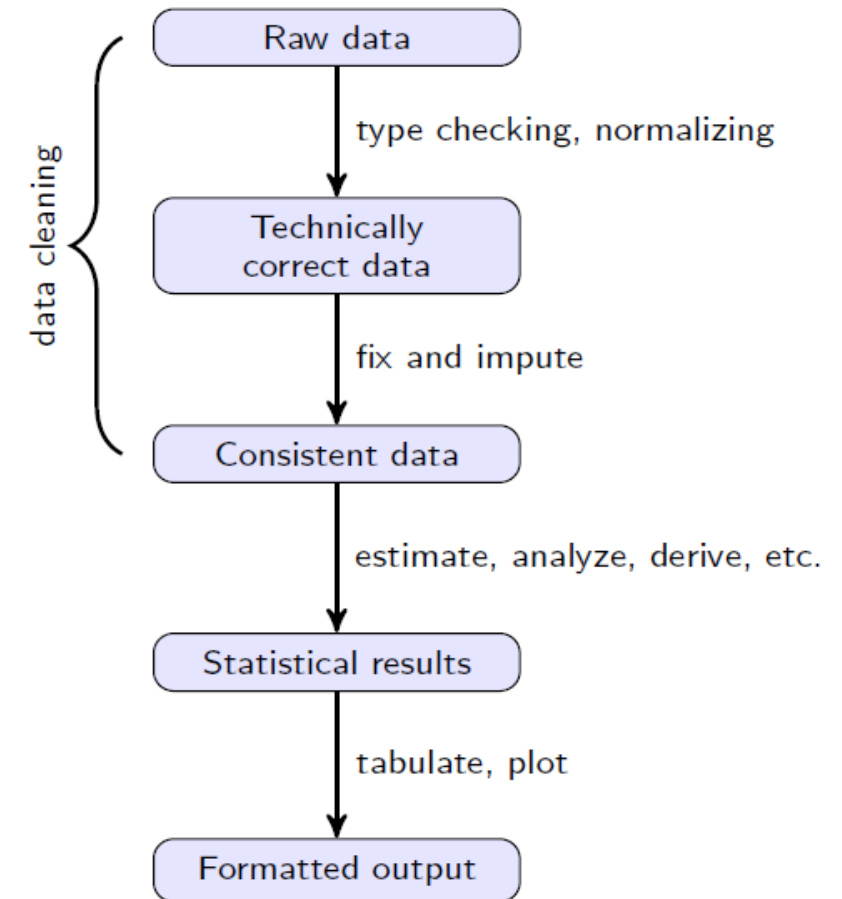 Raw data
type checking, normalizing
data cleaning
Technically
correct data
fix and impute
Consistent data
estimate, analyze, derive, etc.
Statistical results
tabulate, plot
Formatted output